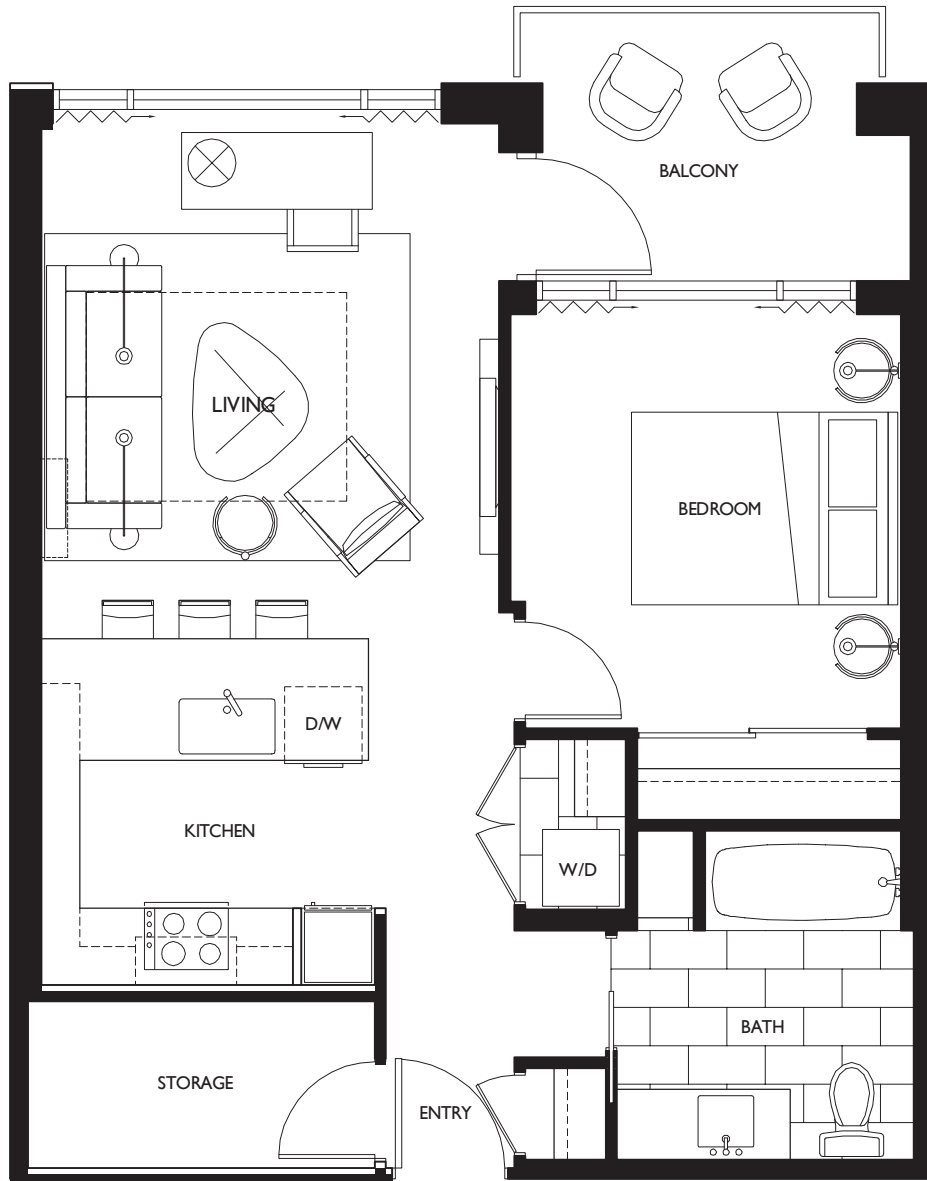 BALCONY
LIVING
BEDROOM
D/W
KITCHEN
W/D
BATH
STORAGE
ENTRY